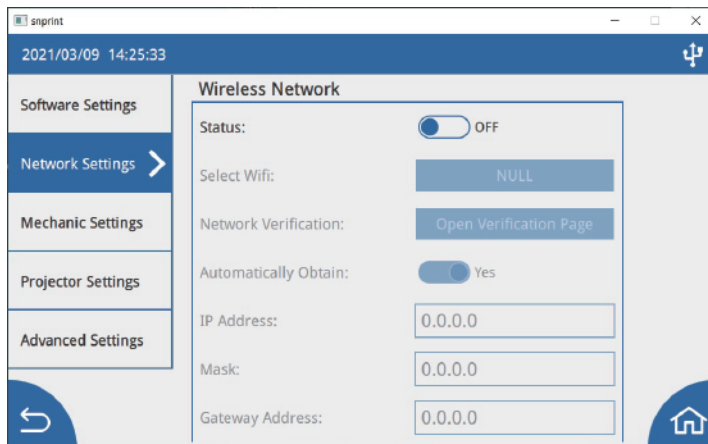 snprint
2021/03/09 14:25:33
Software Settings
Network Settings
Mechanic Settings
Projector Settings
Advanced Settings
Wireless Network
Status:
OFF
Select Wifi:
NULL
Network Verification:
Open Verification Page
Automatically Obtain:
Yes
IP Address:
0.0.0.0
Mask:
0.0.0.0
Gateway Address:
0.0.0.0